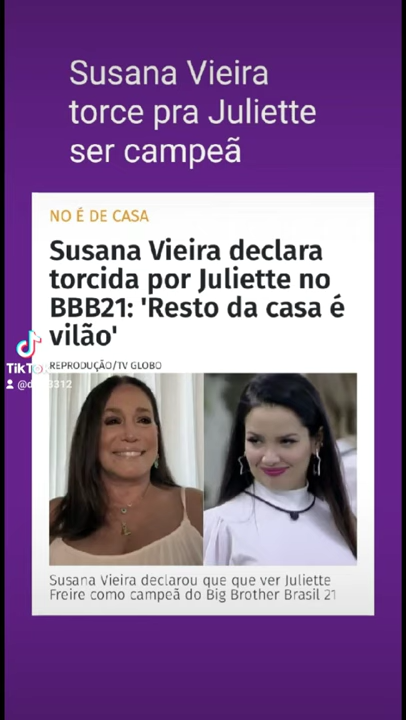 Susana Vieira
torce pra Juliette
ser campeã
NO É DE CASA
Susana Vieira declara
torcida por Juliette no
BBB21: 'Resto da casa é
vilão'
REPRODUÇÃO/TV GLOBO
TikTok
Susana Vieira declarou que que ver Juliette
Freire como campeã do Big Brother Brasil 21